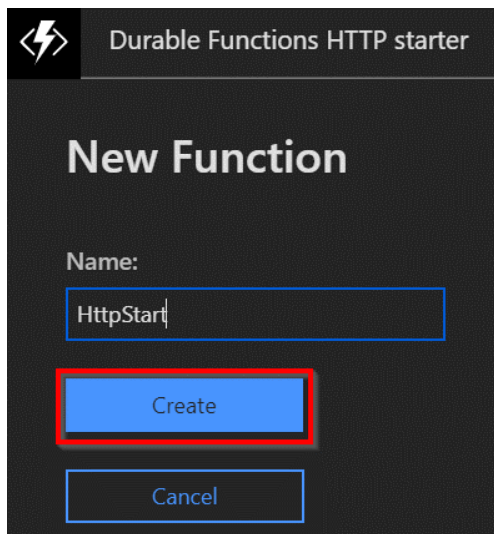 Durable Functions HTTP starter
New Function
Name:
HttpStart
Create
Cancel